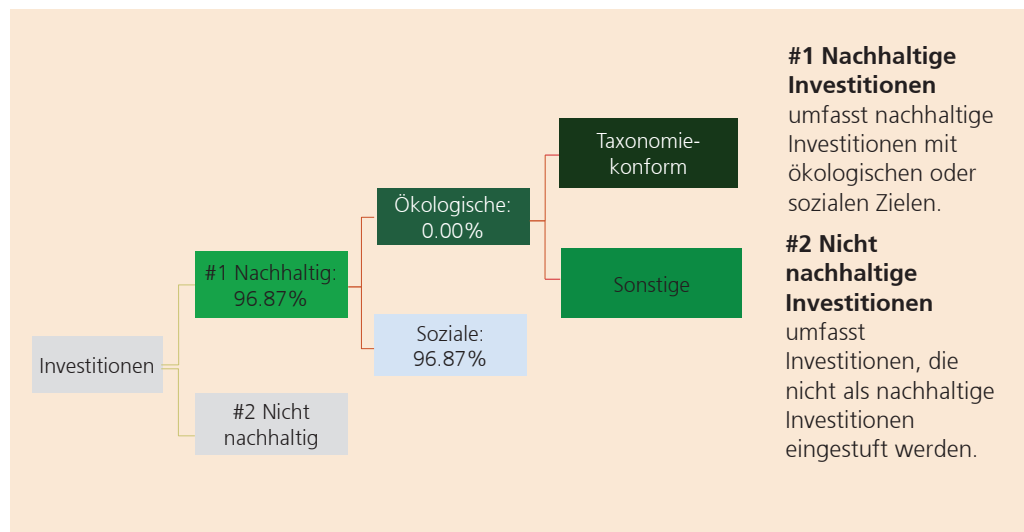 Investitionen
#1 Nachhaltig:
96.87%
#2 Nicht
nachhaltig
Ökologische:
0.00%
Soziale:
96.87%
Taxonomie-
konform
Sonstige
#1 Nachhaltige
Investitionen
umfasst nachhaltige
Investitionen mit
ökologischen oder
sozialen Zielen.
#2 Nicht
nachhaltige
Investitionen
umfasst
Investitionen, die
nicht als nachhaltige
Investitionen
eingestuft werden.